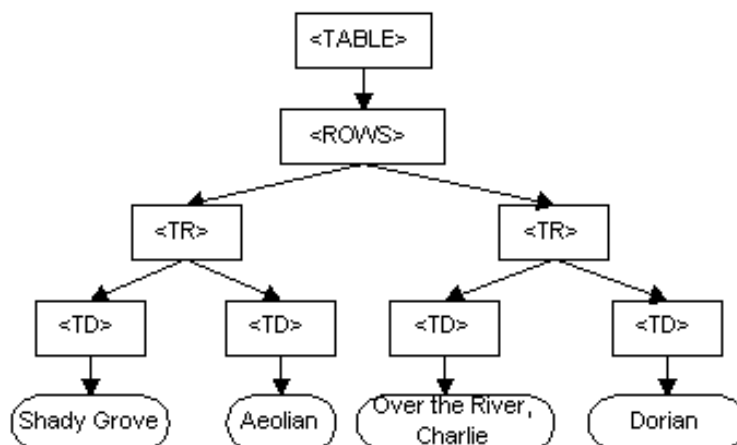 <TABLE>
<ROWS>
<TR> <TR>
<TD> <TD> <TD> <TD>
Shady Grove Aeolian Over the River,
Charlie Dorian